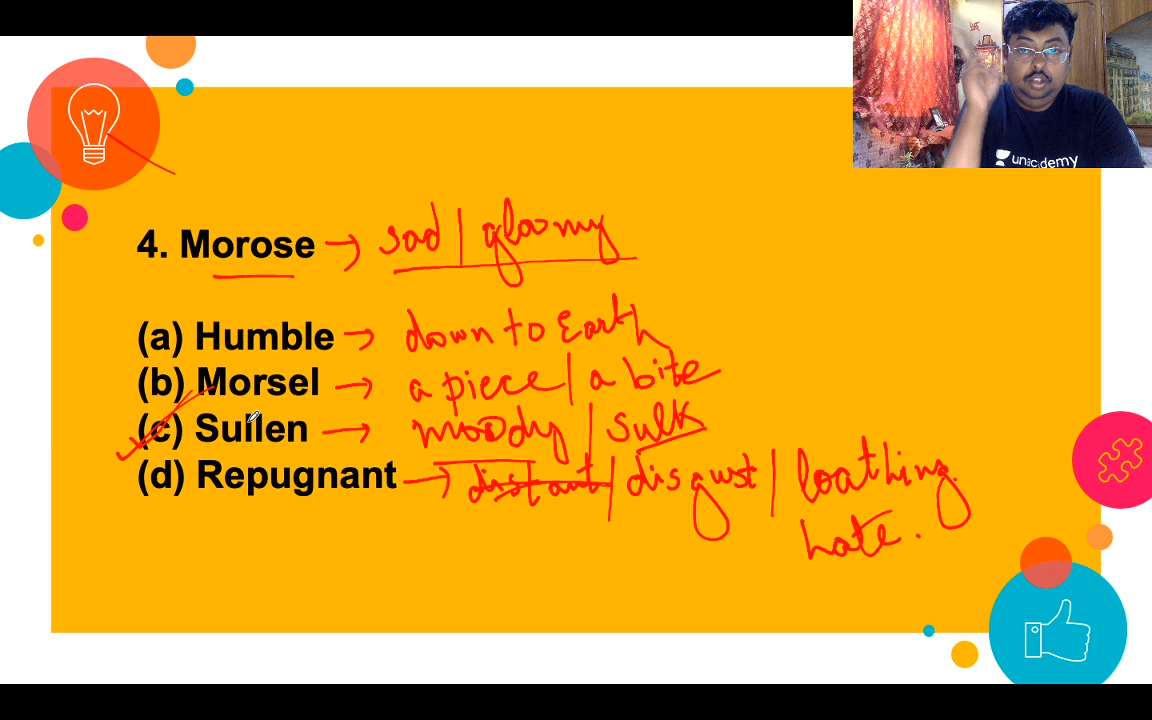 unacademy
4. Morose → sad | gloomy
(a) Humble → down to Earth
(b) Morsel → a piece | a bite
(c) Sullen → moody | sulk
(d) Repugnant → distant | disgust | loathing
hate.